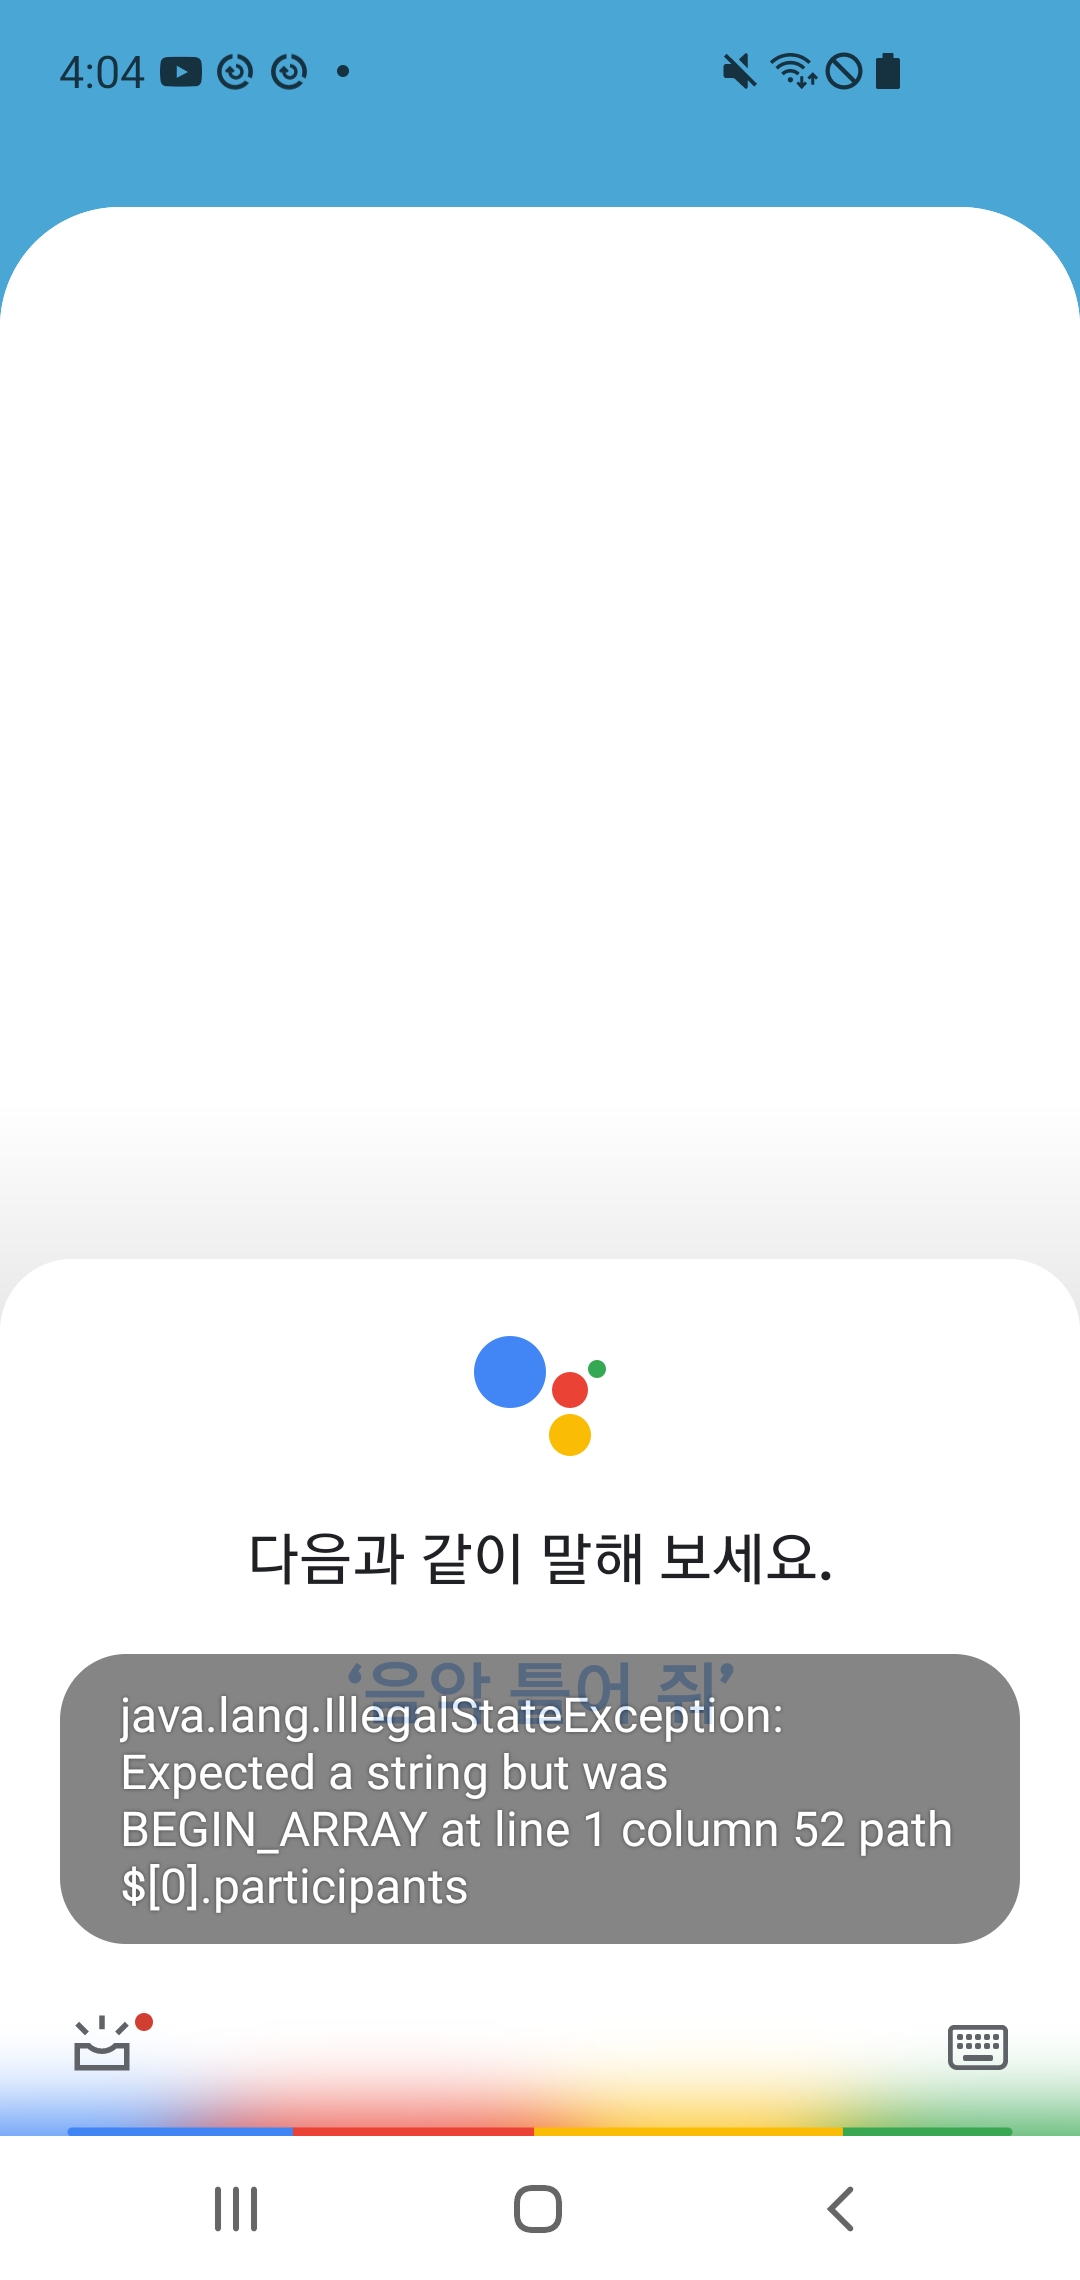 4:04
다음과 같이 말해 보세요.
‘음악 틀어 줘’
java.lang.IllegalStateException:
Expected a string but was
BEGIN_ARRAY at line 1 column 52 path
$[0].participants